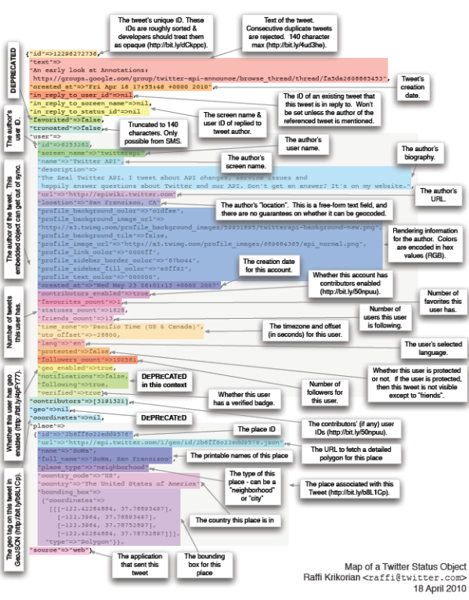 The tweet's unique ID. These
IDs are roughly sorted &
developers should treat them
as opaque (http://bit.ly/dCkppc).
Text of the tweet.
Consecutive duplicate tweets
are rejected. 140 character
max (http://bit.ly/4ud3he).
DEPRECATED
{"id"=>12296272736,
"text"=>
"An early look at Annotations:
http://groups.google.com/group/twitter-api-announce/browse_thread/thread/
"created_at"=>"Fri Apr 16 17:55:46 +0000 2010",
Tweet's
creation
date.
"in_reply_to_user_id"=>nil,
"in_reply_to_screen_name"=>nil,
"in_reply_to_status_id"=>nil
"favorited"=>false,
"truncated"=>false,
The ID of an existing tweet that
this tweet is in reply to. Won't
be set unless the author of the
referenced tweet is mentioned.
The screen name &
user ID of replied to
tweet author.
Truncated to 140
characters. Only
possible from SMS.
The author's
user ID.
"user"=>
{"id"=>6253282,
"screen_name"=>"twitterapi",
"name"=>"Twitter API",
The author's
user name.
The author's
screen name.
The author's
biography.
"description"=>
"The Real Twitter API. I tweet about API changes, service issues and
happily answer questions about Twitter and our API. Don't get an answer? It's on my website.",
"url"=>"http://apiwiki.twitter.com",
"location"=>"San Francisco, CA",
The author's
URL.
The author's "location". This is a free-form text field, and
there are no guarantees on whether it can be geocoded.
The author of the tweet. This
embedded object can get out of sync.
"profile_background_color"=>
"profile_background_image_url"=>
"profile_background_tile"=>false,
"profile_image_url"=>
"profile_link_color"=>"0000ff",
"profile_sidebar_border_color"=>"87bc44",
"profile_sidebar_fill_color"=>"e0ff92",
"profile_text_color"=>"000000",
Rendering information
for the author. Colors
are encoded in hex
values (RGB).
"created_at"=>"Wed May 23 06:01:13 +0000 2007",
The creation date
for this account.
"contributors_enabled"=>true,
Whether this account has
contributors enabled
(http://bit.ly/50npuu).
"favourites_count"=>1,
"statuses_count"=>1628,
"friends_count"=>13,
Number of
favorites this
user has.
Number of
users this user
is following.
Number of tweets
this user has.
"time_zone"=>"Pacific Time (US & Canada)",
"utc_offset"=>-28800,
The timezone and offset
(in seconds) for this user.
"lang"=>"en",
"protected"=>false,
"followers_count"=>100581,
The user's selected
language.
"geo_enabled"=>true,
"notifications"=>false,
"following"=>true,
"verified"=>true},
DEPRECATED
in this context
Number of
followers for
this user.
Whether this user is protected
or not. If the user is protected,
then this tweet is not visible
except to "friends".
Whether this user has geo
enabled (http://bit.ly/4pFY77).
Whether this user
has a verified badge.
"contributors"=>[3191321],
"geo"=>nil,
"coordinates"=>nil,
DEPRECATED
The contributors' (if any) user
IDs (http://bit.ly/50npuu).
"place"=>
{"id"=>"2b6ff8c22edd9576",
"url"=>"http://api.twitter.com/1/geo/id/2b6ff8c22edd9576.json",
The place ID
The URL to fetch a detailed
polygon for this place
"name"=>"SoMa",
"full_name"=>"SoMa, San Francisco",
"place_type"=>"neighborhood",
The printable names of this place
"country_code"=>"US",
"country"=>"The United States of America",
The type of this
place - can be a
"neighborhood"
or "city"
The place associated with this
Tweet (http://bit.ly/b8L1Cp).
"bounding_box"=>
{"coordinates"=>
[[[-122.42284884, 37.76893497],
[-122.3964, 37.76893497],
[-122.3964, 37.78752897],
[-122.42284884, 37.78752897]]],
"type"=>"Polygon"}},
The country this place is in
The geo tag on this tweet in
GeoJSON (http://bit.ly/b8L1Cp).
"source"=>"web"},
The application
that sent this
tweet
The bounding
box for this
place
Map of a Twitter Status Object
Raffi Krikorian <raffi@twitter.com>
18 April 2010